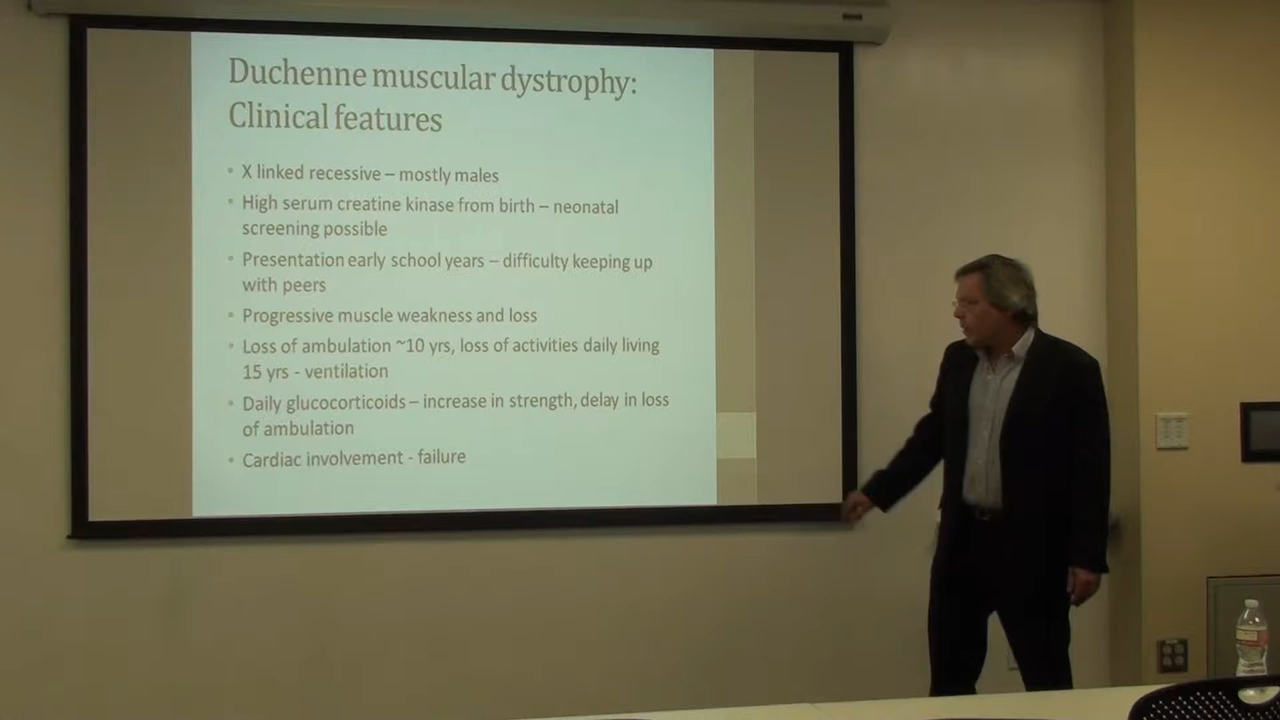 Duchenne muscular dystrophy:
Clinical features
• X linked recessive – mostly males
• High serum creatine kinase from birth – neonatal
screening possible
• Presentation early school years – difficulty keeping up
with peers
• Progressive muscle weakness and loss
• Loss of ambulation ~10 yrs, loss of activities daily living
15 yrs - ventilation
• Daily glucocorticoids – increase in strength, delay in loss
of ambulation
• Cardiac involvement - failure